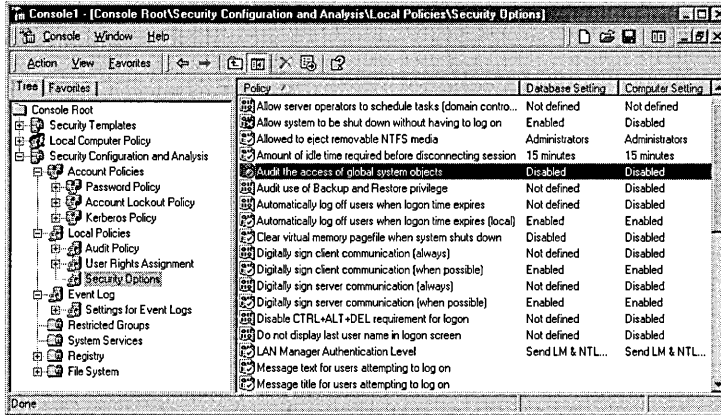 Console1 - [Console Root\Security Configuration and Analysis\Local Policies\Security Options]
Console Window Help
Action View Favorites
Tree Favorites
Console Root
Security Templates
Local Computer Policy
Security Configuration and Analysis
Account Policies
Password Policy
Account Lockout Policy
Kerberos Policy
Local Policies
Audit Policy
User Rights Assignment
Security Options
Event Log
Settings for Event Logs
Restricted Groups
System Services
Registry
File System
Policy Database Setting Computer Setting
Allow server operators to schedule tasks (domain contro... Not defined Not defined
Allow system to be shut down without having to log on Enabled Disabled
Allowed to eject removable NTFS media Administrators Administrators
Amount of idle time required before disconnecting session 15 minutes 15 minutes
Audit the access of global system objects Disabled Disabled
Audit use of Backup and Restore privilege Not defined Disabled
Automatically log off users when logon time expires Not defined Disabled
Automatically log off users when logon time expires (local) Enabled Enabled
Clear virtual memory pagefile when system shuts down Disabled Disabled
Digitally sign client communication (always) Not defined Disabled
Digitally sign client communication (when possible) Enabled Enabled
Digitally sign server communication (always) Not defined Disabled
Digitally sign server communication (when possible) Enabled Disabled
Disable CTRL+ALT+DEL requirement for logon Not defined Disabled
Do not display last user name in logon screen Not defined Disabled
LAN Manager Authentication Level Send LM & NTL... Send LM & NTL...
Message text for users attempting to log on
Message title for users attempting to log on
Done